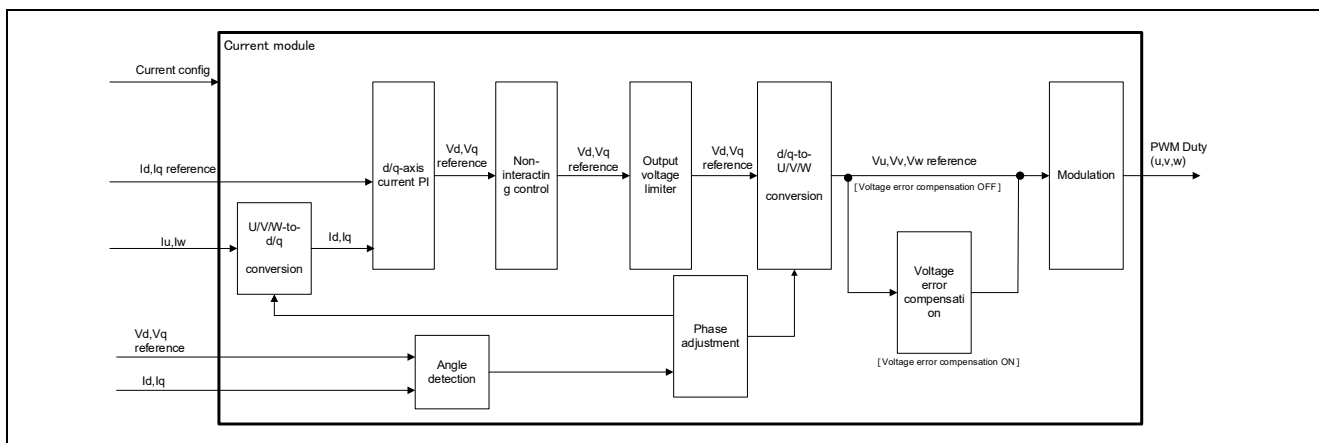 Current module
Current config
Id,Iq reference
Iu,Iw
U/V/W-to-
d/q
conversion
Id,Iq
d/q-axis
current PI
Vd,Vq
reference
Non-
interactin
g control
Vd,Vq
reference
Output
voltage
limiter
Vd,Vq
reference
d/q-to-
U/V/W
conversion
Vu,Vv,Vw reference
[ Voltage error compensation OFF ]
Voltage
error
compensati
on
[ Voltage error compensation ON ]
Modulation
PWM Duty
(u,v,w)
Vd,Vq
reference
Id,Iq
Angle
detection
Phase
adjustment